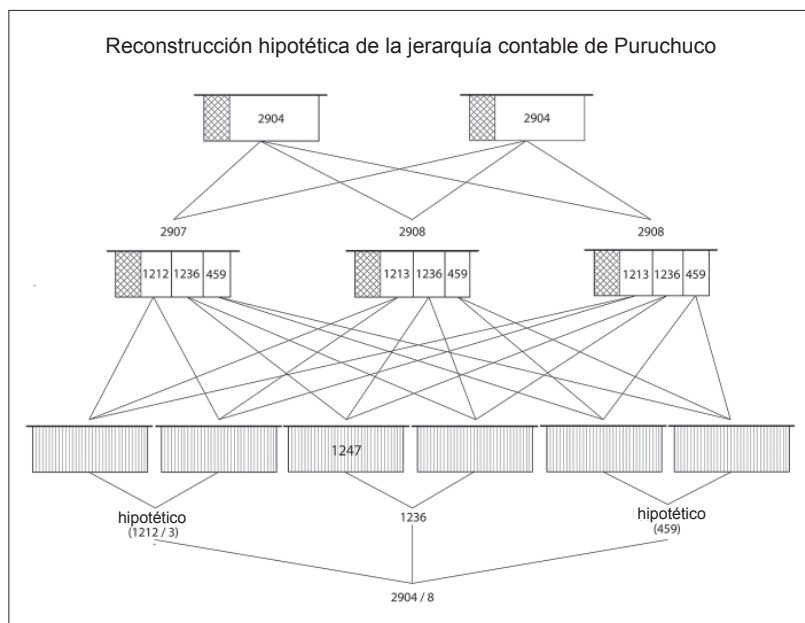 Reconstrucción hipotética de la jerarquía contable de Puruchuco
2904 2904
2907 2908 2908
1212 1236 459 1213 1236 459 1213 1236 459
1247
hipotético 1236 hipotético
(1212 / 3) (459)
2904 / 8